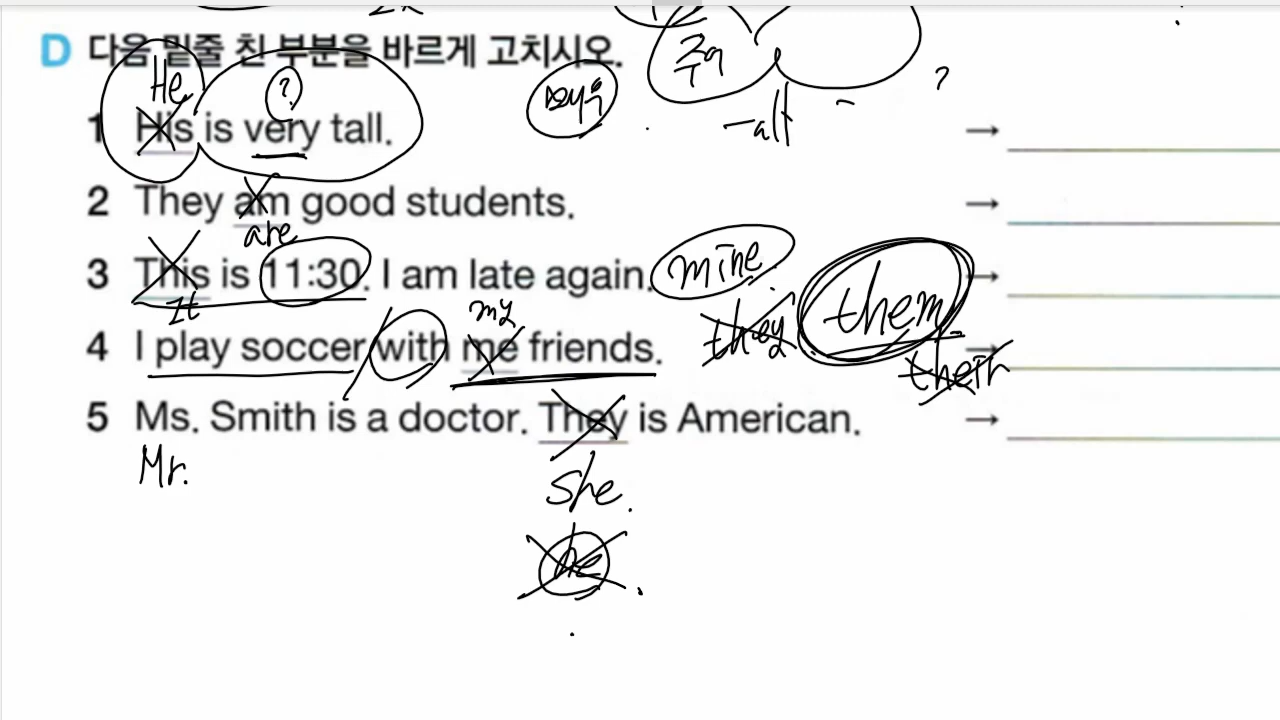 D 다음 밑줄 친 부분을 바르게 고치시오.
주어
He ?
1 His is very tall. →
2 They am good students. →
are
3 This is 11:30. I am late again. mine →
It my they them
4 I play soccer with me friends. → their
5 Ms. Smith is a doctor. They is American. →
Mr.
she.
he